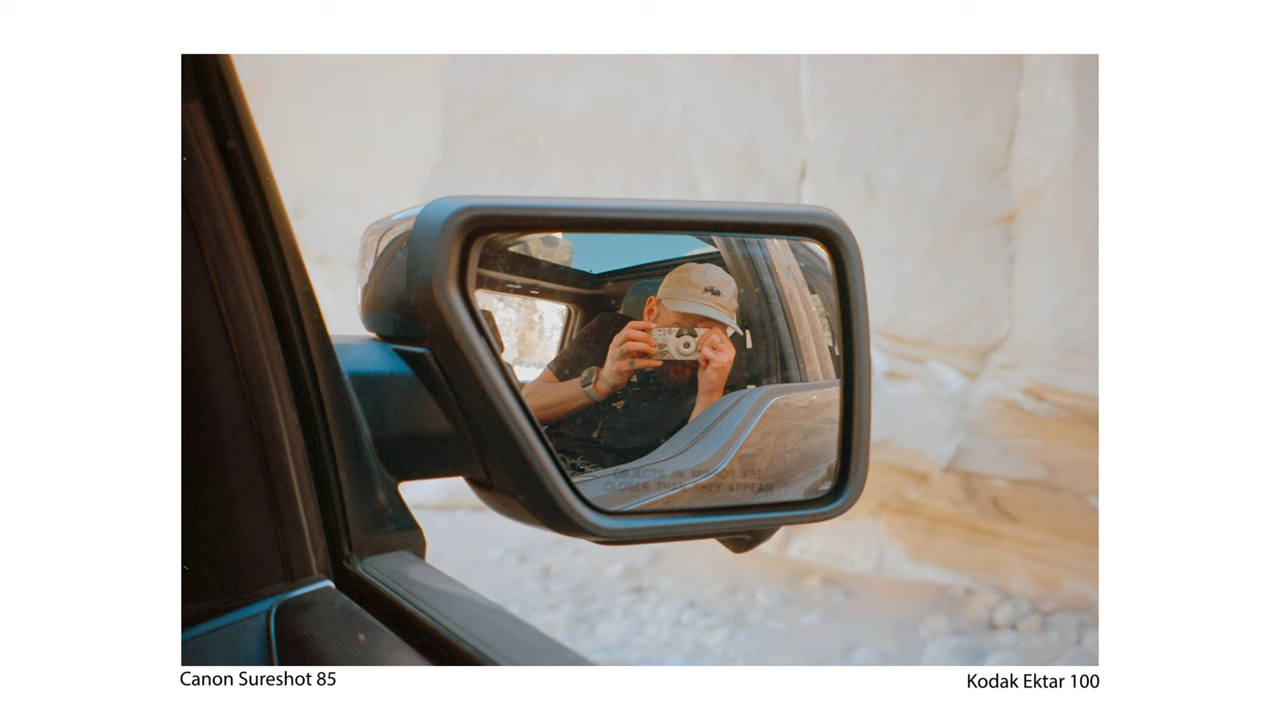 OBJECTS IN MIRROR ARE
CLOSER THAN THEY APPEAR
Canon Sureshot 85
Kodak Ektar 100